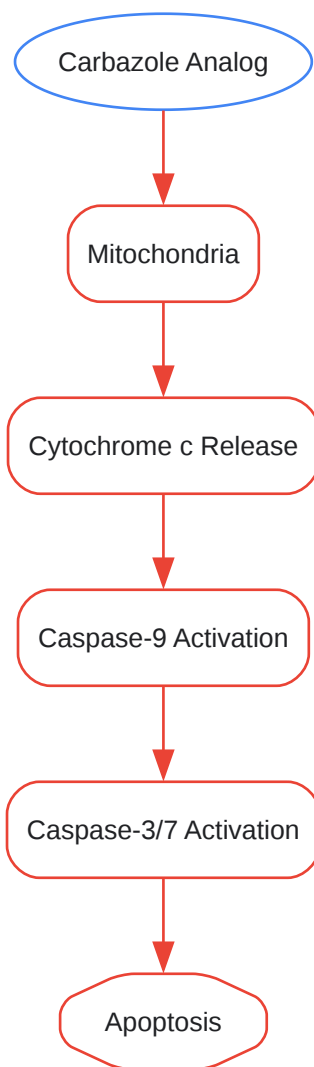 Carbazole Analog
Mitochondria
Cytochrome c Release
Caspase-9 Activation
Caspase-3/7 Activation
Apoptosis